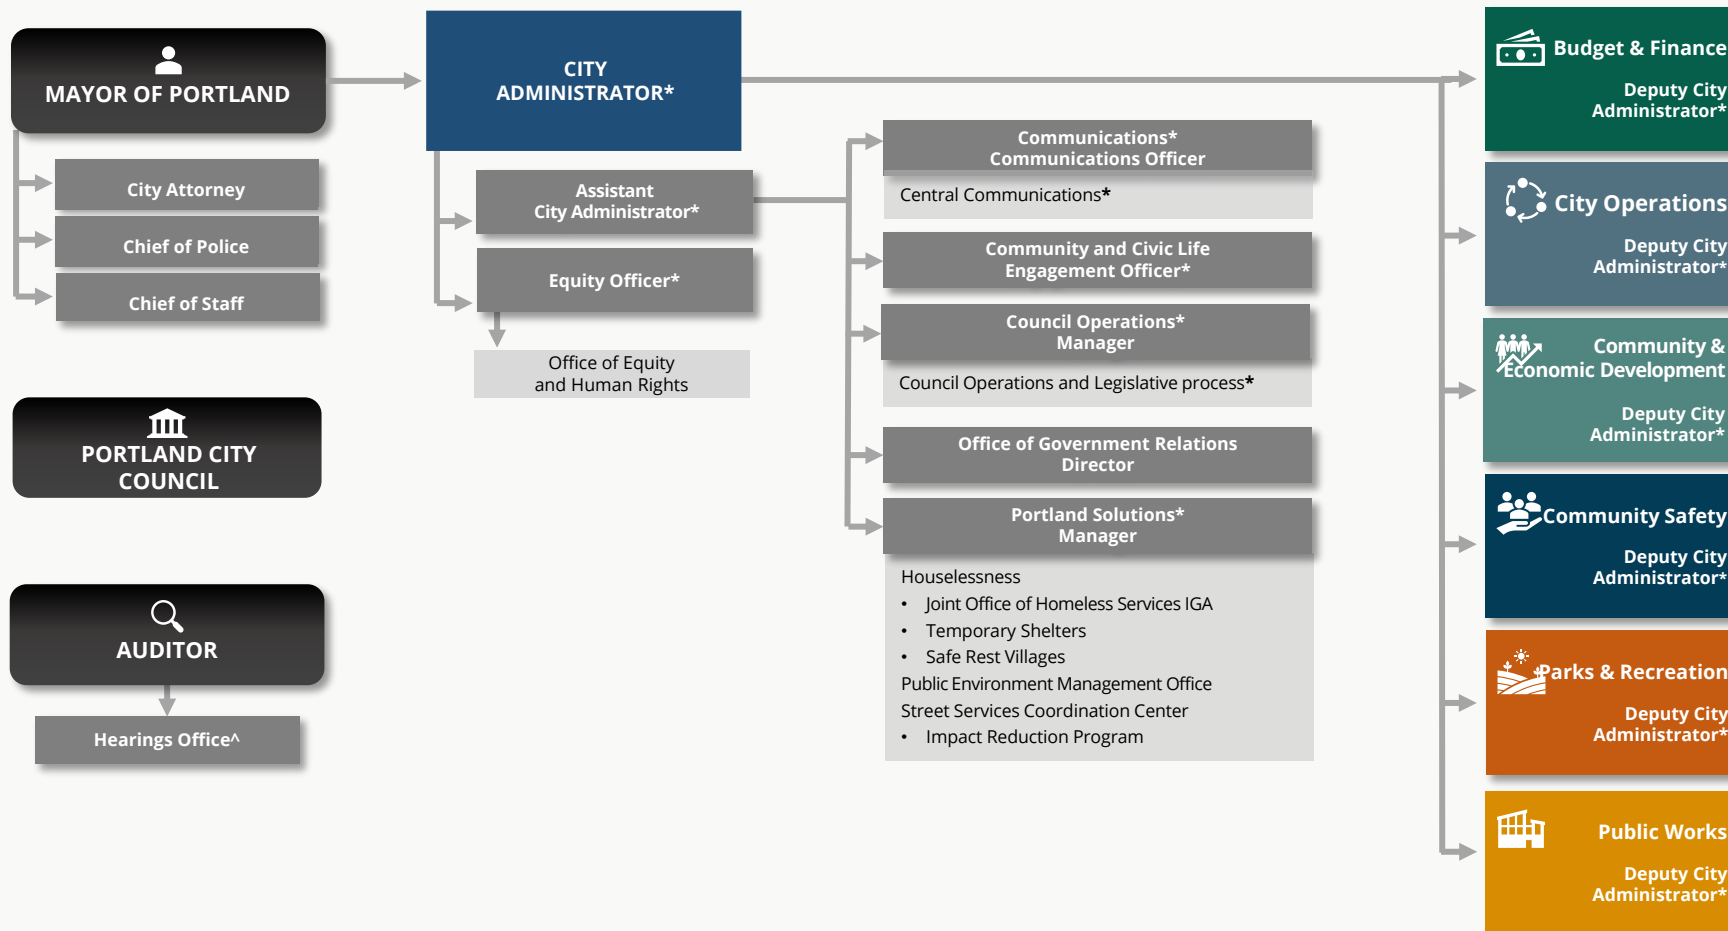 MAYOR OF PORTLAND
City Attorney
Chief of Police
Chief of Staff
PORTLAND CITY
COUNCIL
AUDITOR
Hearings Office^
CITY
ADMINISTRATOR*
Assistant
City Administrator*
Equity Officer*
Office of Equity
and Human Rights
Communications*
Communications Officer
Central Communications*
Community and Civic Life
Engagement Officer*
Council Operations*
Manager
Council Operations and Legislative process*
Office of Government Relations
Director
Portland Solutions*
Manager
Houselessness
• Joint Office of Homeless Services IGA
• Temporary Shelters
• Safe Rest Villages
Public Environment Management Office
Street Services Coordination Center
• Impact Reduction Program
Budget & Finance
Deputy City
Administrator*
City Operations
Deputy City
Administrator*
Community &
Economic Development
Deputy City
Administrator*
Community Safety
Deputy City
Administrator*
Parks & Recreation
Deputy City
Administrator*
Public Works
Deputy City
Administrator*